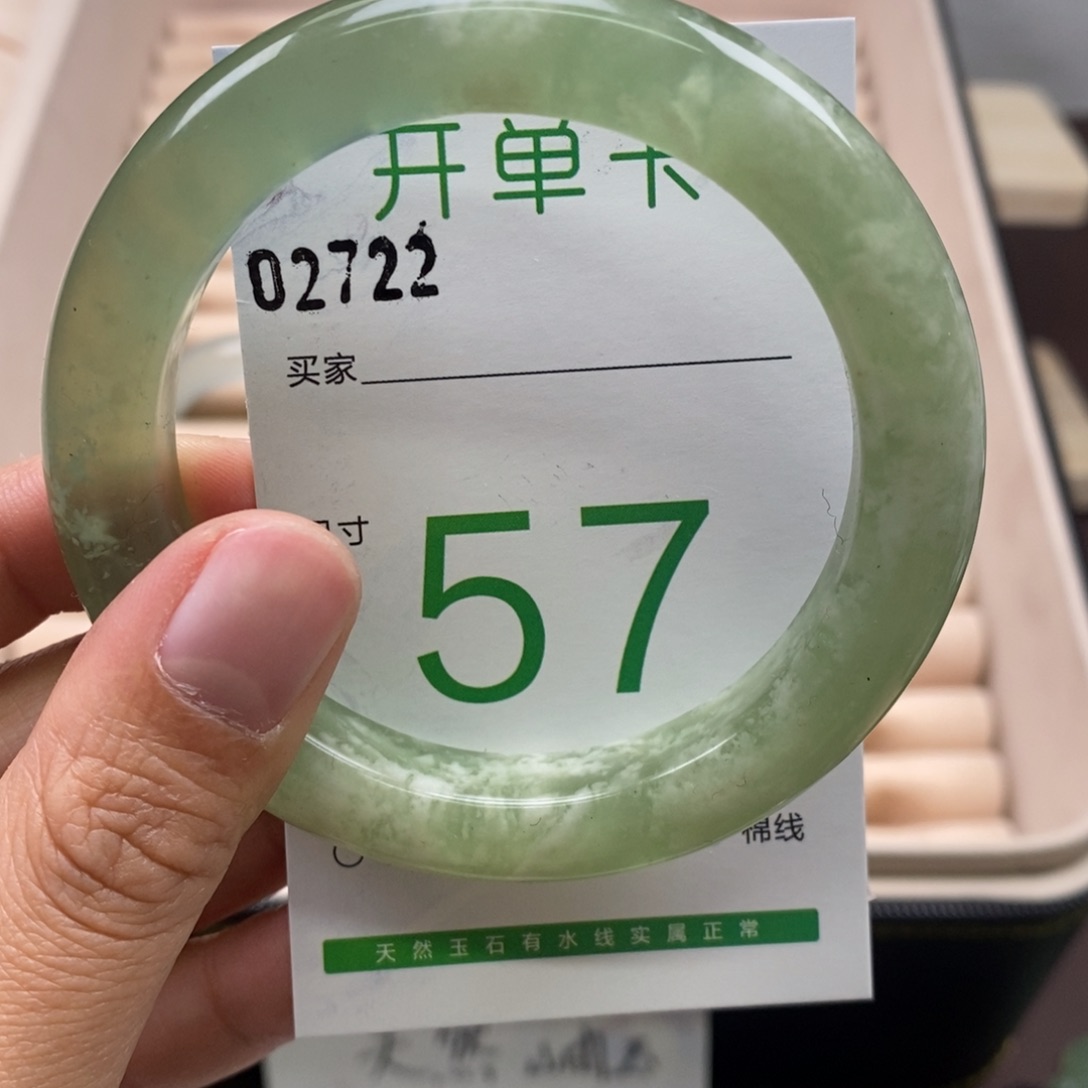 开单卡
02722
买家
寸
57
棉线
天然玉石有水线实属正常